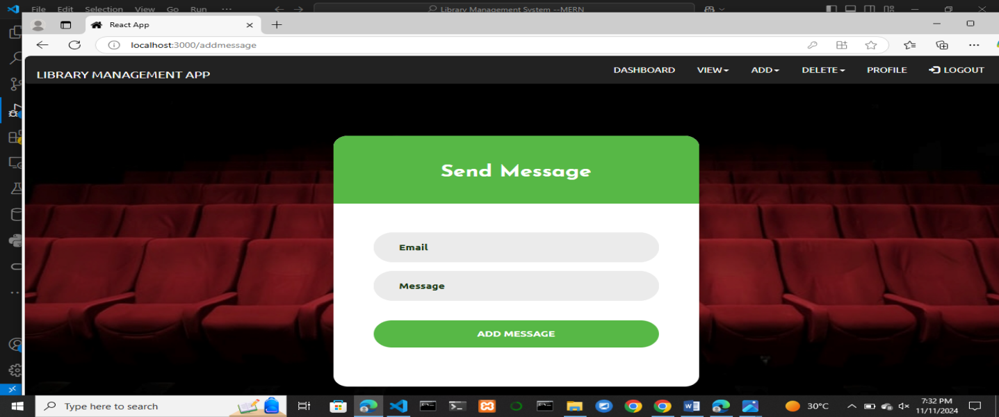 File Edit Selection View Go Run ···
Library Management System --MERN
React App
localhost:3000/addmessage
LIBRARY MANAGEMENT APP
DASHBOARD VIEW ADD DELETE PROFILE LOGOUT
Send Message
Email
Message
ADD MESSAGE
Type here to search
30°C
7:32 PM
11/11/2024